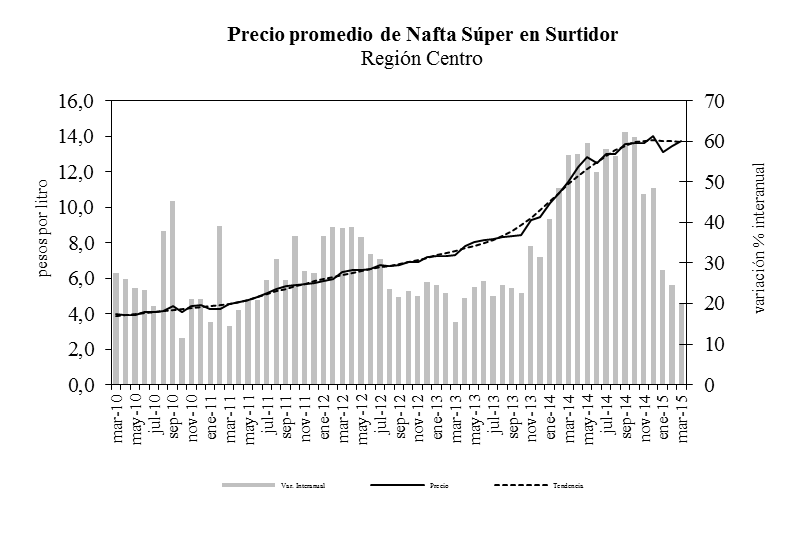 Precio promedio de Nafta Súper en Surtidor
Región Centro
pesos por litro
16,0
14,0
12,0
10,0
8,0
6,0
4,0
2,0
0,0
70
60
50
40
30
20
10
0
variación % interanual
mar-10
may-10
jul-10
sep-10
nov-10
ene-11
mar-11
may-11
jul-11
sep-11
nov-11
ene-12
mar-12
may-12
jul-12
sep-12
nov-12
ene-13
mar-13
may-13
jul-13
sep-13
nov-13
ene-14
mar-14
may-14
jul-14
sep-14
nov-14
ene-15
mar-15
Var. Interanual Precio Tendencia